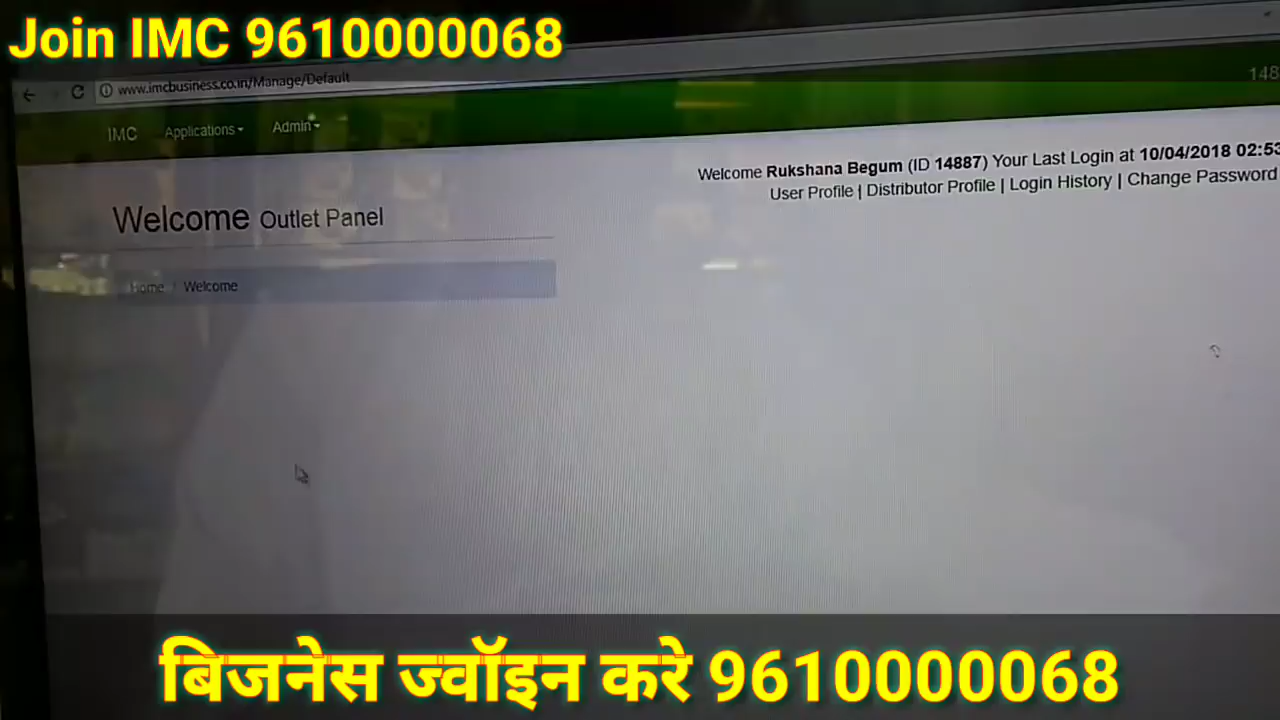 Join IMC 9610000068
www.imcbusiness.co.in/Manage/Default
148
IMC Applications Admin
Welcome Rukshana Begum (ID 14887) Your Last Login at 10/04/2018 02:53
User Profile | Distributor Profile | Login History | Change Password
Welcome Outlet Panel
Home / Welcome
बिजनेस ज्वॉइन करे 9610000068